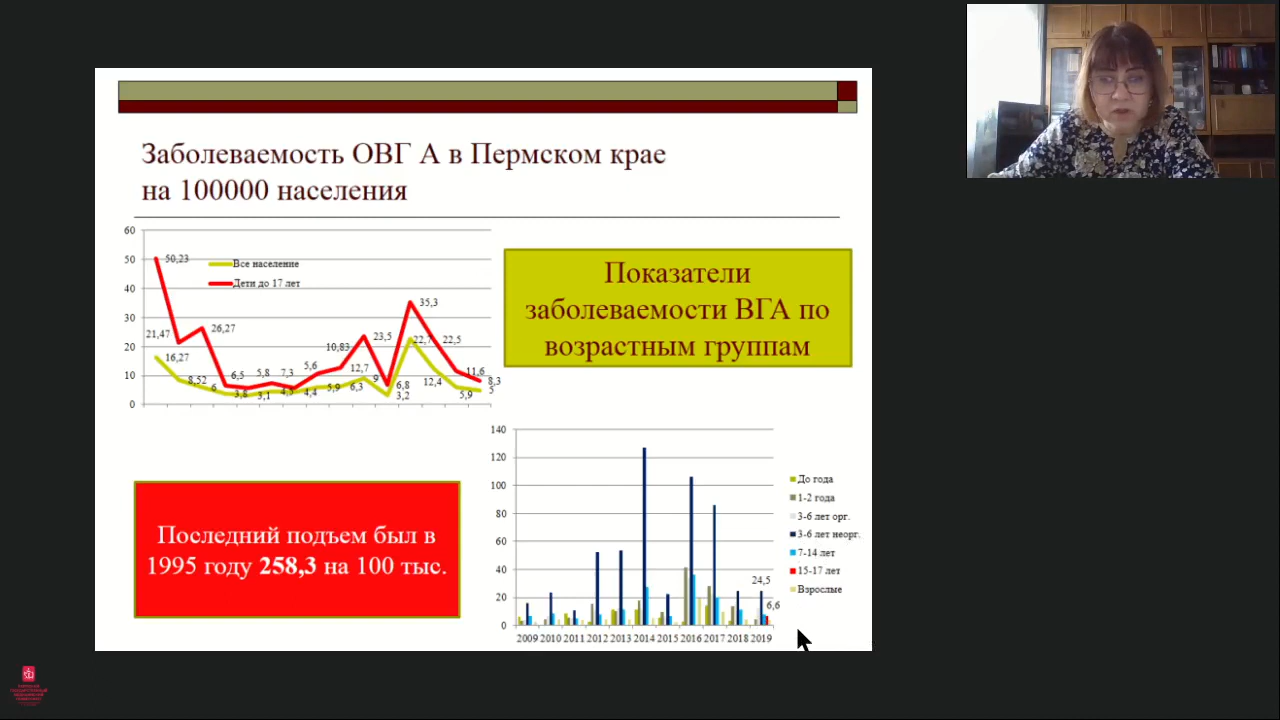 Заболеваемость ОВГ А в Пермском крае
на 100000 населения
60
50
40
30
20
10
0
50,23
21,47
26,27
6,5
5,8
7,3
5,6
10,83
23,5
6,8
35,3
22,5
11,6
8,3
16,27
8,52
6
3,8
3,1
4,5
4,4
5,9
12,7
6,3
9
3,2
22,7
12,4
5,9
5
Все население
Дети до 17 лет
Показатели
заболеваемости ВГА по
возрастным группам
Последний подъем был в
1995 году 258,3 на 100 тыс.
140
120
100
80
60
40
20
0
24,5
6,6
2009 2010 2011 2012 2013 2014 2015 2016 2017 2018 2019
До года
1-2 года
3-6 лет орг.
3-6 лет неорг.
7-14 лет
15-17 лет
Взрослые